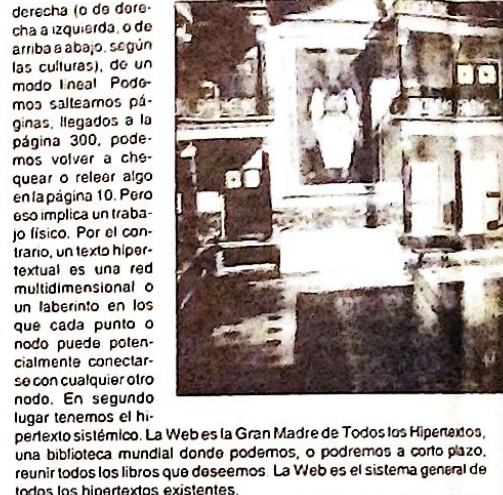 derecha (o de dere-
cha a izquierda, o de
arriba a abajo, según
las culturas), de un
modo lineal. Pode-
mos saltearnos pá-
ginas; llegados a la
página 300, pode-
mos volver a che-
quear o releer algo
en la página 10. Pero
eso implica un traba-
jo físico. Por el con-
trario, un texto hiper-
textual es una red
multidimensional o
un laberinto en los
que cada punto o
nodo puede poten-
cialmente conectar-
se con cualquier otro
nodo. En segundo
lugar tenemos el hi-
pertexto sistémico. La Web es la Gran Madre de Todos los Hipertextos,
una biblioteca mundial donde podemos, o podremos a corto plazo,
reunir todos los libros que deseemos. La Web es el sistema general de
todos los hipertextos existentes.